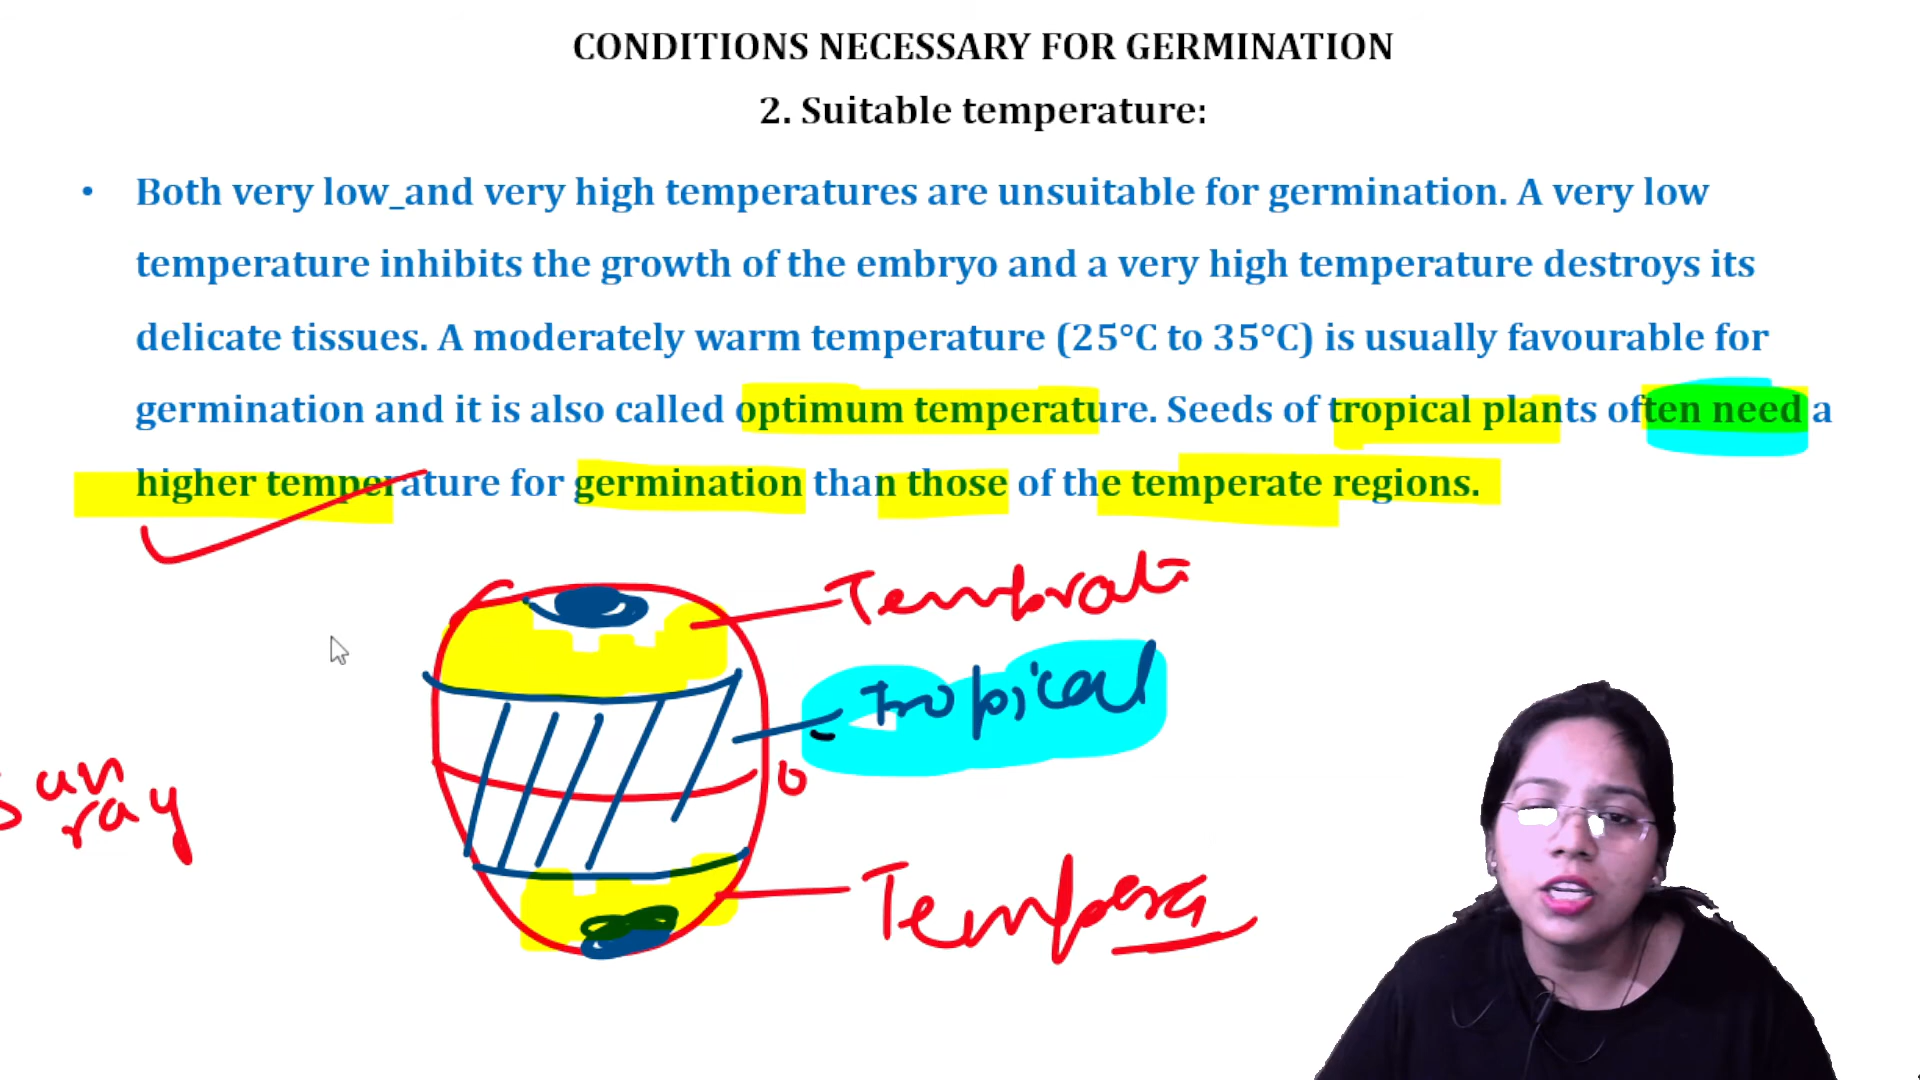 CONDITIONS NECESSARY FOR GERMINATION
2. Suitable temperature:
• Both very low_and very high temperatures are unsuitable for germination. A very low
temperature inhibits the growth of the embryo and a very high temperature destroys its
delicate tissues. A moderately warm temperature (25°C to 35°C) is usually favourable for
germination and it is also called optimum temperature. Seeds of tropical plants often need a
higher temperature for germination than those of the temperate regions.
Tropical
0
Sun
ray